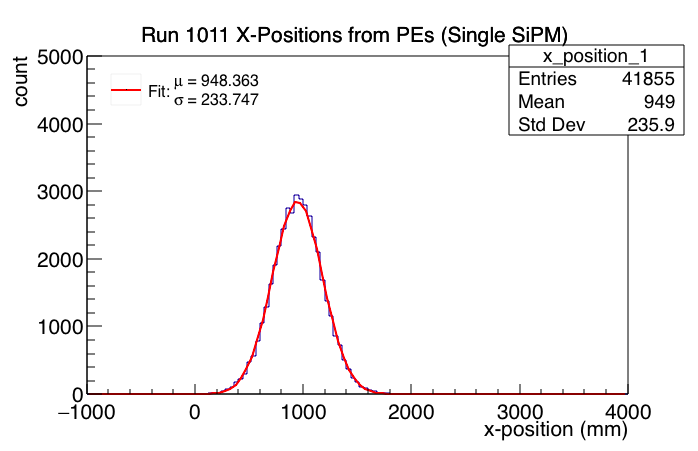 Run 1011 X-Positions from PEs (Single SiPM)
x_position_1
Entries 41855
Mean 949
Std Dev 235.9
Fit: μ = 948.363
σ = 233.747
count
5000
4000
3000
2000
1000
0
−1000 0 1000 2000 3000 4000
x-position (mm)